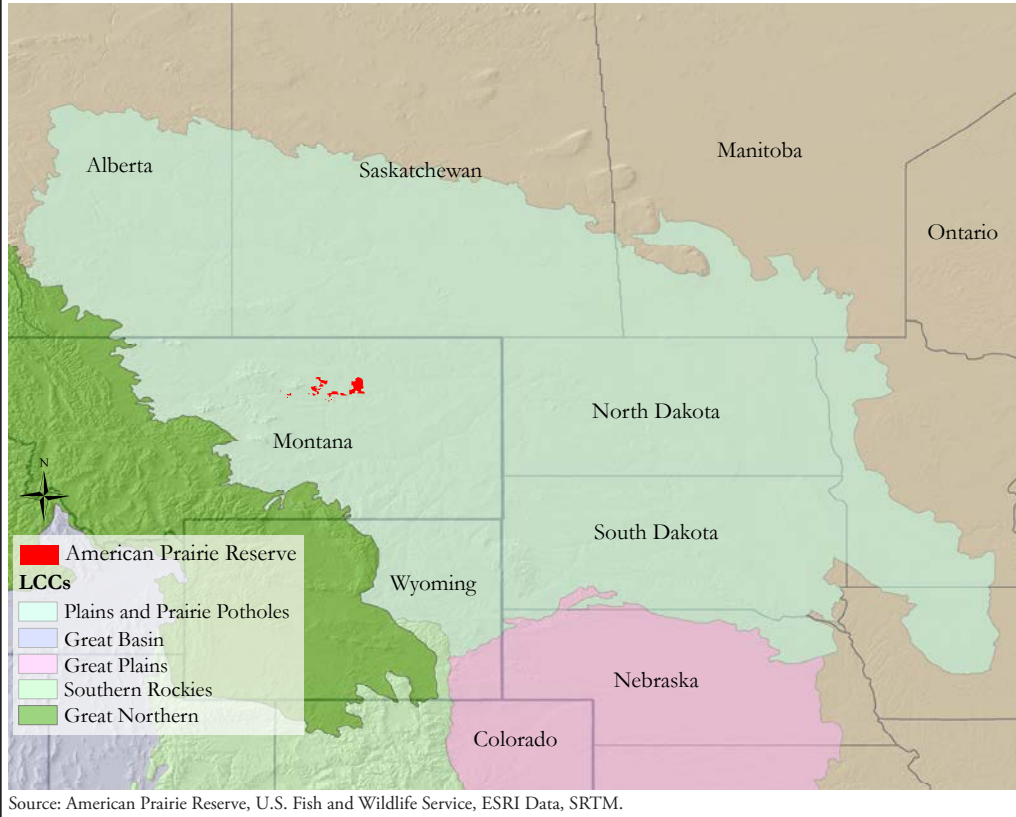 Manitoba
Alberta
Saskatchewan
Ontario
North Dakota
Montana
N
South Dakota
American Prairie Reserve
LCCs
Wyoming
Plains and Prairie Potholes
Great Basin
Great Plains
Nebraska
Southern Rockies
Great Northern
Colorado
Source: American Prairie Reserve, U.S. Fish and Wildlife Service, ESRI Data, SRTM.